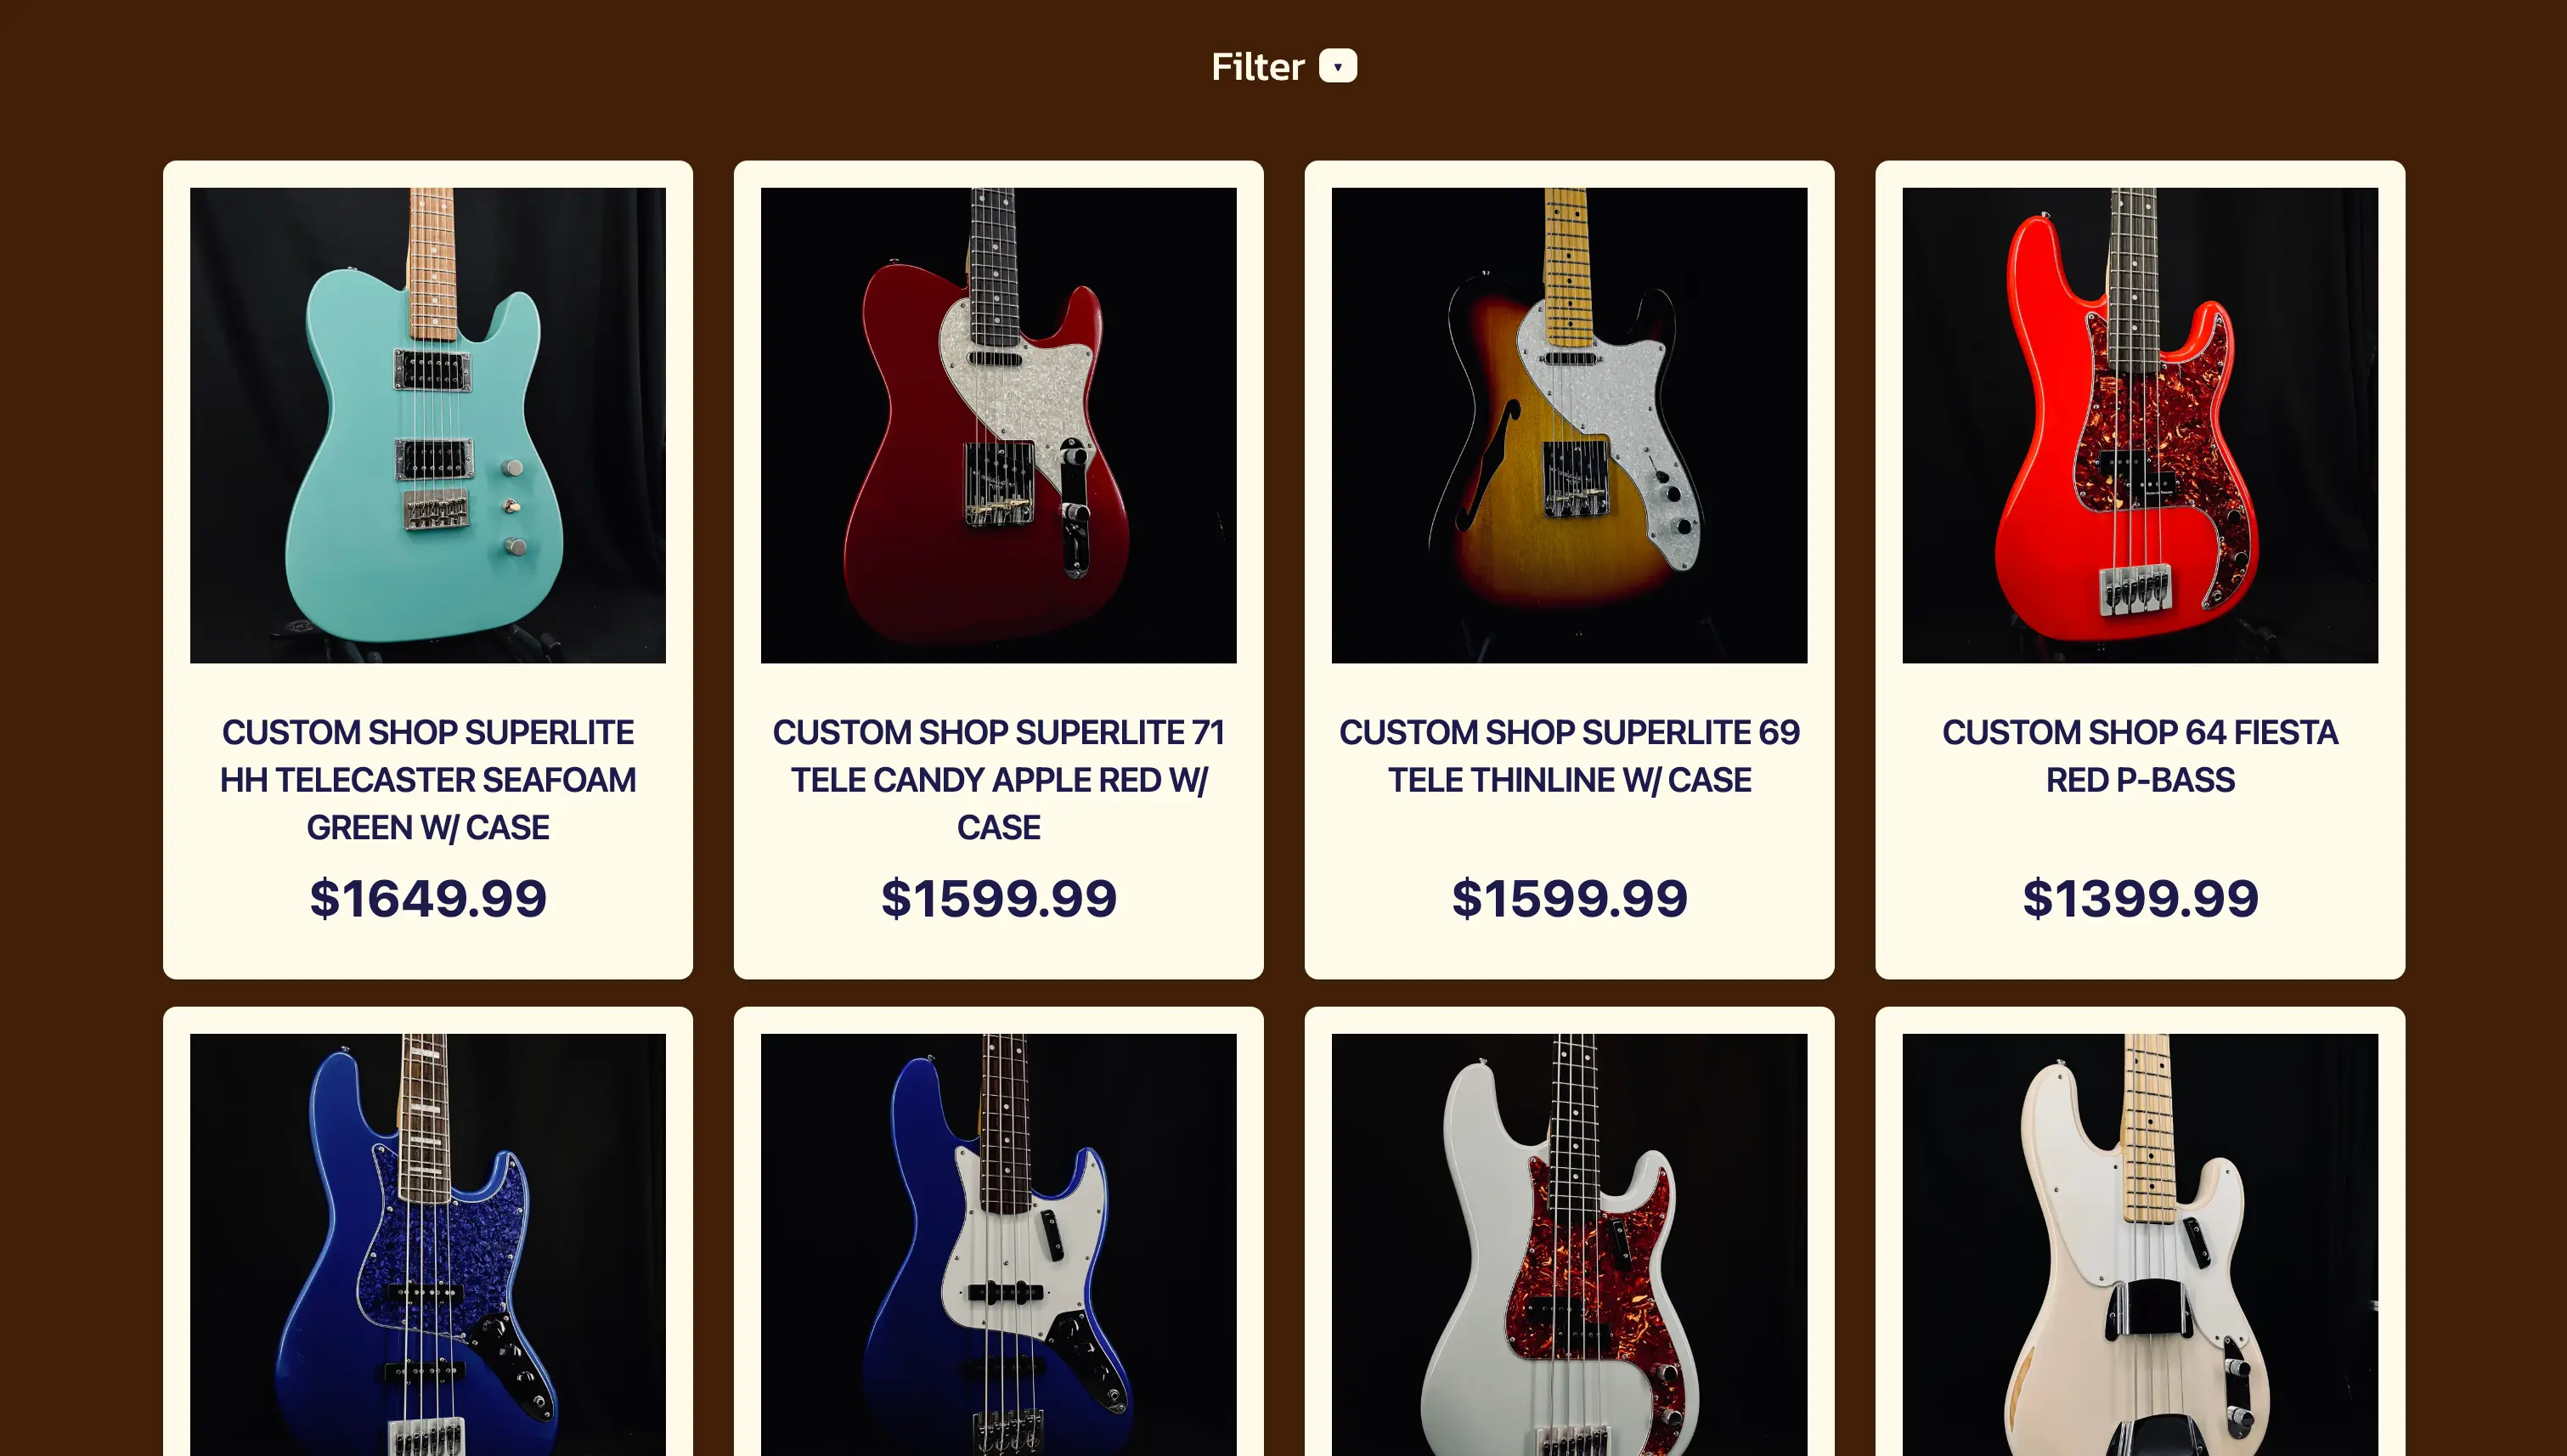 Filter
CUSTOM SHOP SUPERLITE
HH TELECASTER SEAFOAM
GREEN W/ CASE
$1649.99
CUSTOM SHOP SUPERLITE 71
TELE CANDY APPLE RED W/
CASE
$1599.99
CUSTOM SHOP SUPERLITE 69
TELE THINLINE W/ CASE
$1599.99
CUSTOM SHOP 64 FIESTA
RED P-BASS
$1399.99